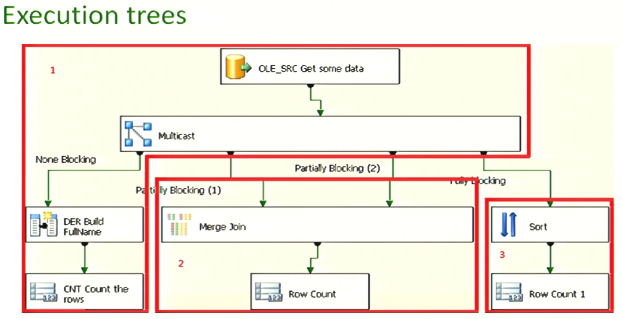 Execution trees
1
OLE_SRC Get some data
Multicast
None Blocking
Partially Blocking (2)
Fully Blocking
Partially Blocking (1)
DER Build
FullName
Merge Join
Sort
2
3
CNT Count the
rows
Row Count
Row Count 1